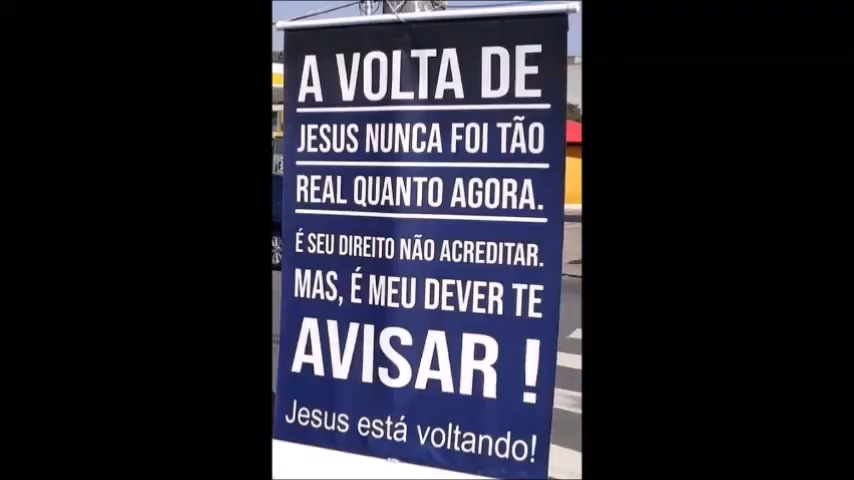 A VOLTA DE
JESUS NUNCA FOI TÃO
REAL QUANTO AGORA.
É SEU DIREITO NÃO ACREDITAR.
MAS, É MEU DEVER TE
AVISAR !
Jesus está voltando!